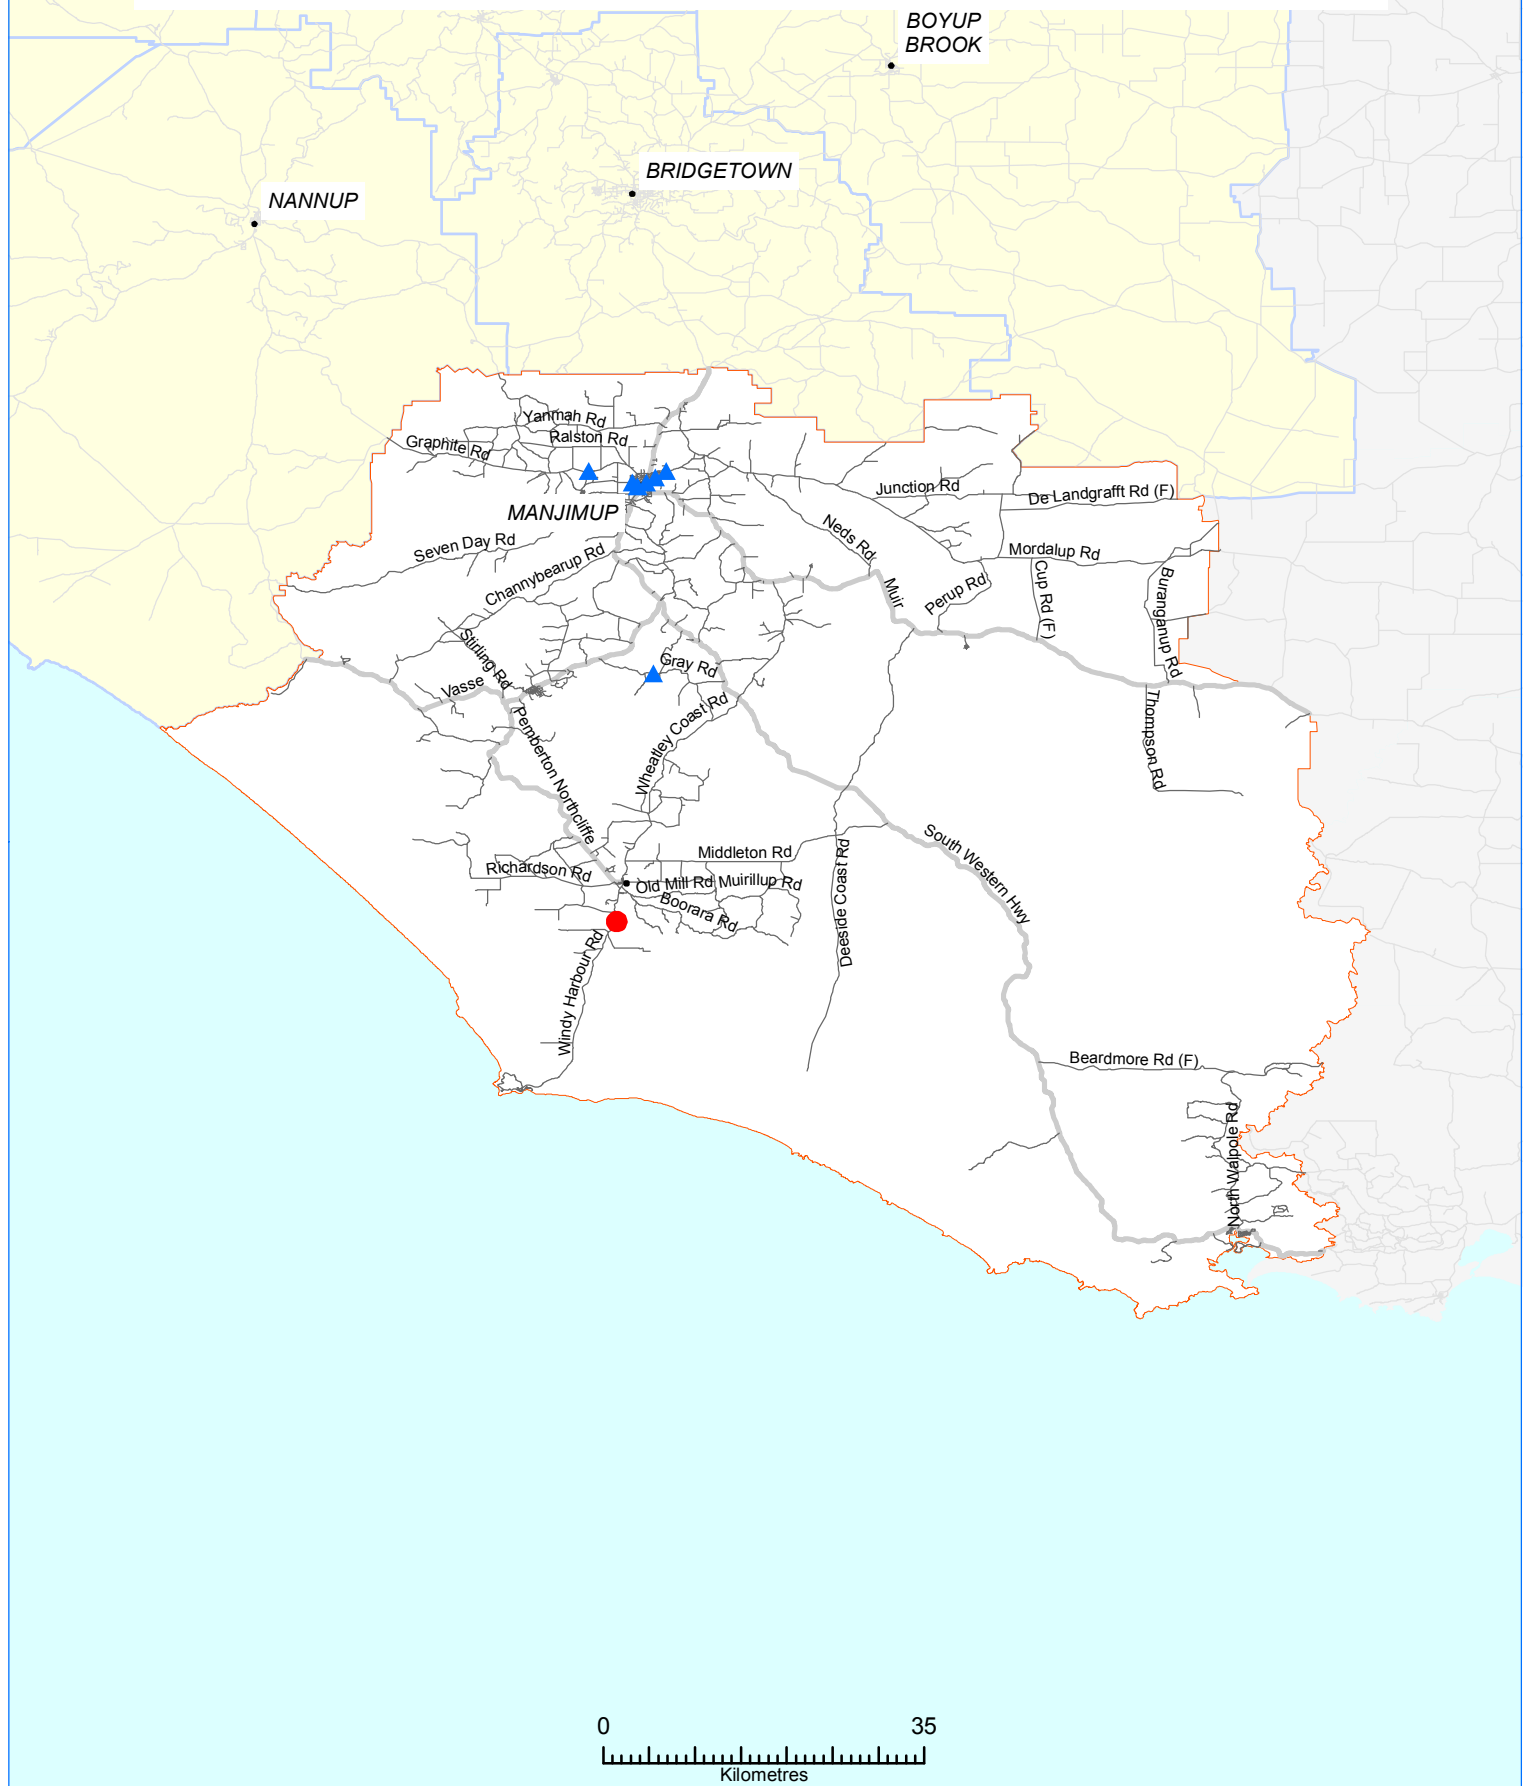 BOYUP
BROOK
BRIDGETOWN
NANNUP
Yanmah Rd
Ralston Rd
Graphite Rd
Junction Rd
De Landgrafft Rd (F)
MANJIMUP
Neds Rd
Seven Day Rd
Channybearup Rd
Mordalup Rd
Muir
Perup Rd
Cup Rd (F)
Buranganup Rd
Stirling Rd
Vasse
Gray Rd
Thompson Rd
Pemberton Northcliffe
Wheatley Coast Rd
South Western Hwy
Middleton Rd
Richardson Rd
Old Mill Rd
Muirillup Rd
Boorara Rd
Deeside Coast Rd
Windy Harbour Rd
Beardmore Rd (F)
North Walpole Rd
0 35
Kilometres